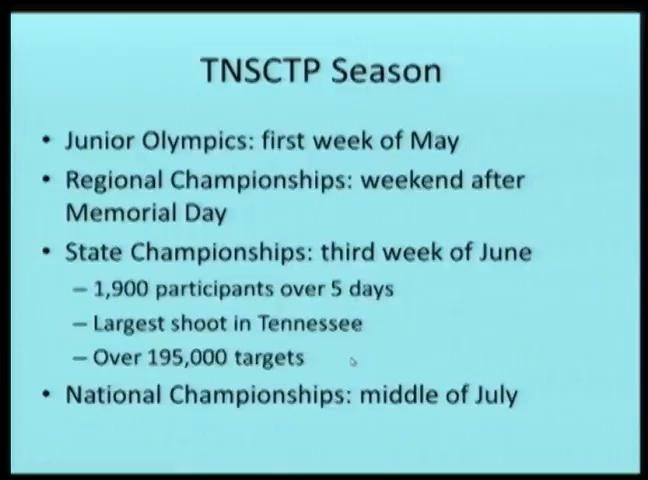 TNSCTP Season
• Junior Olympics: first week of May
• Regional Championships: weekend after
Memorial Day
• State Championships: third week of June
– 1,900 participants over 5 days
– Largest shoot in Tennessee
– Over 195,000 targets
• National Championships: middle of July